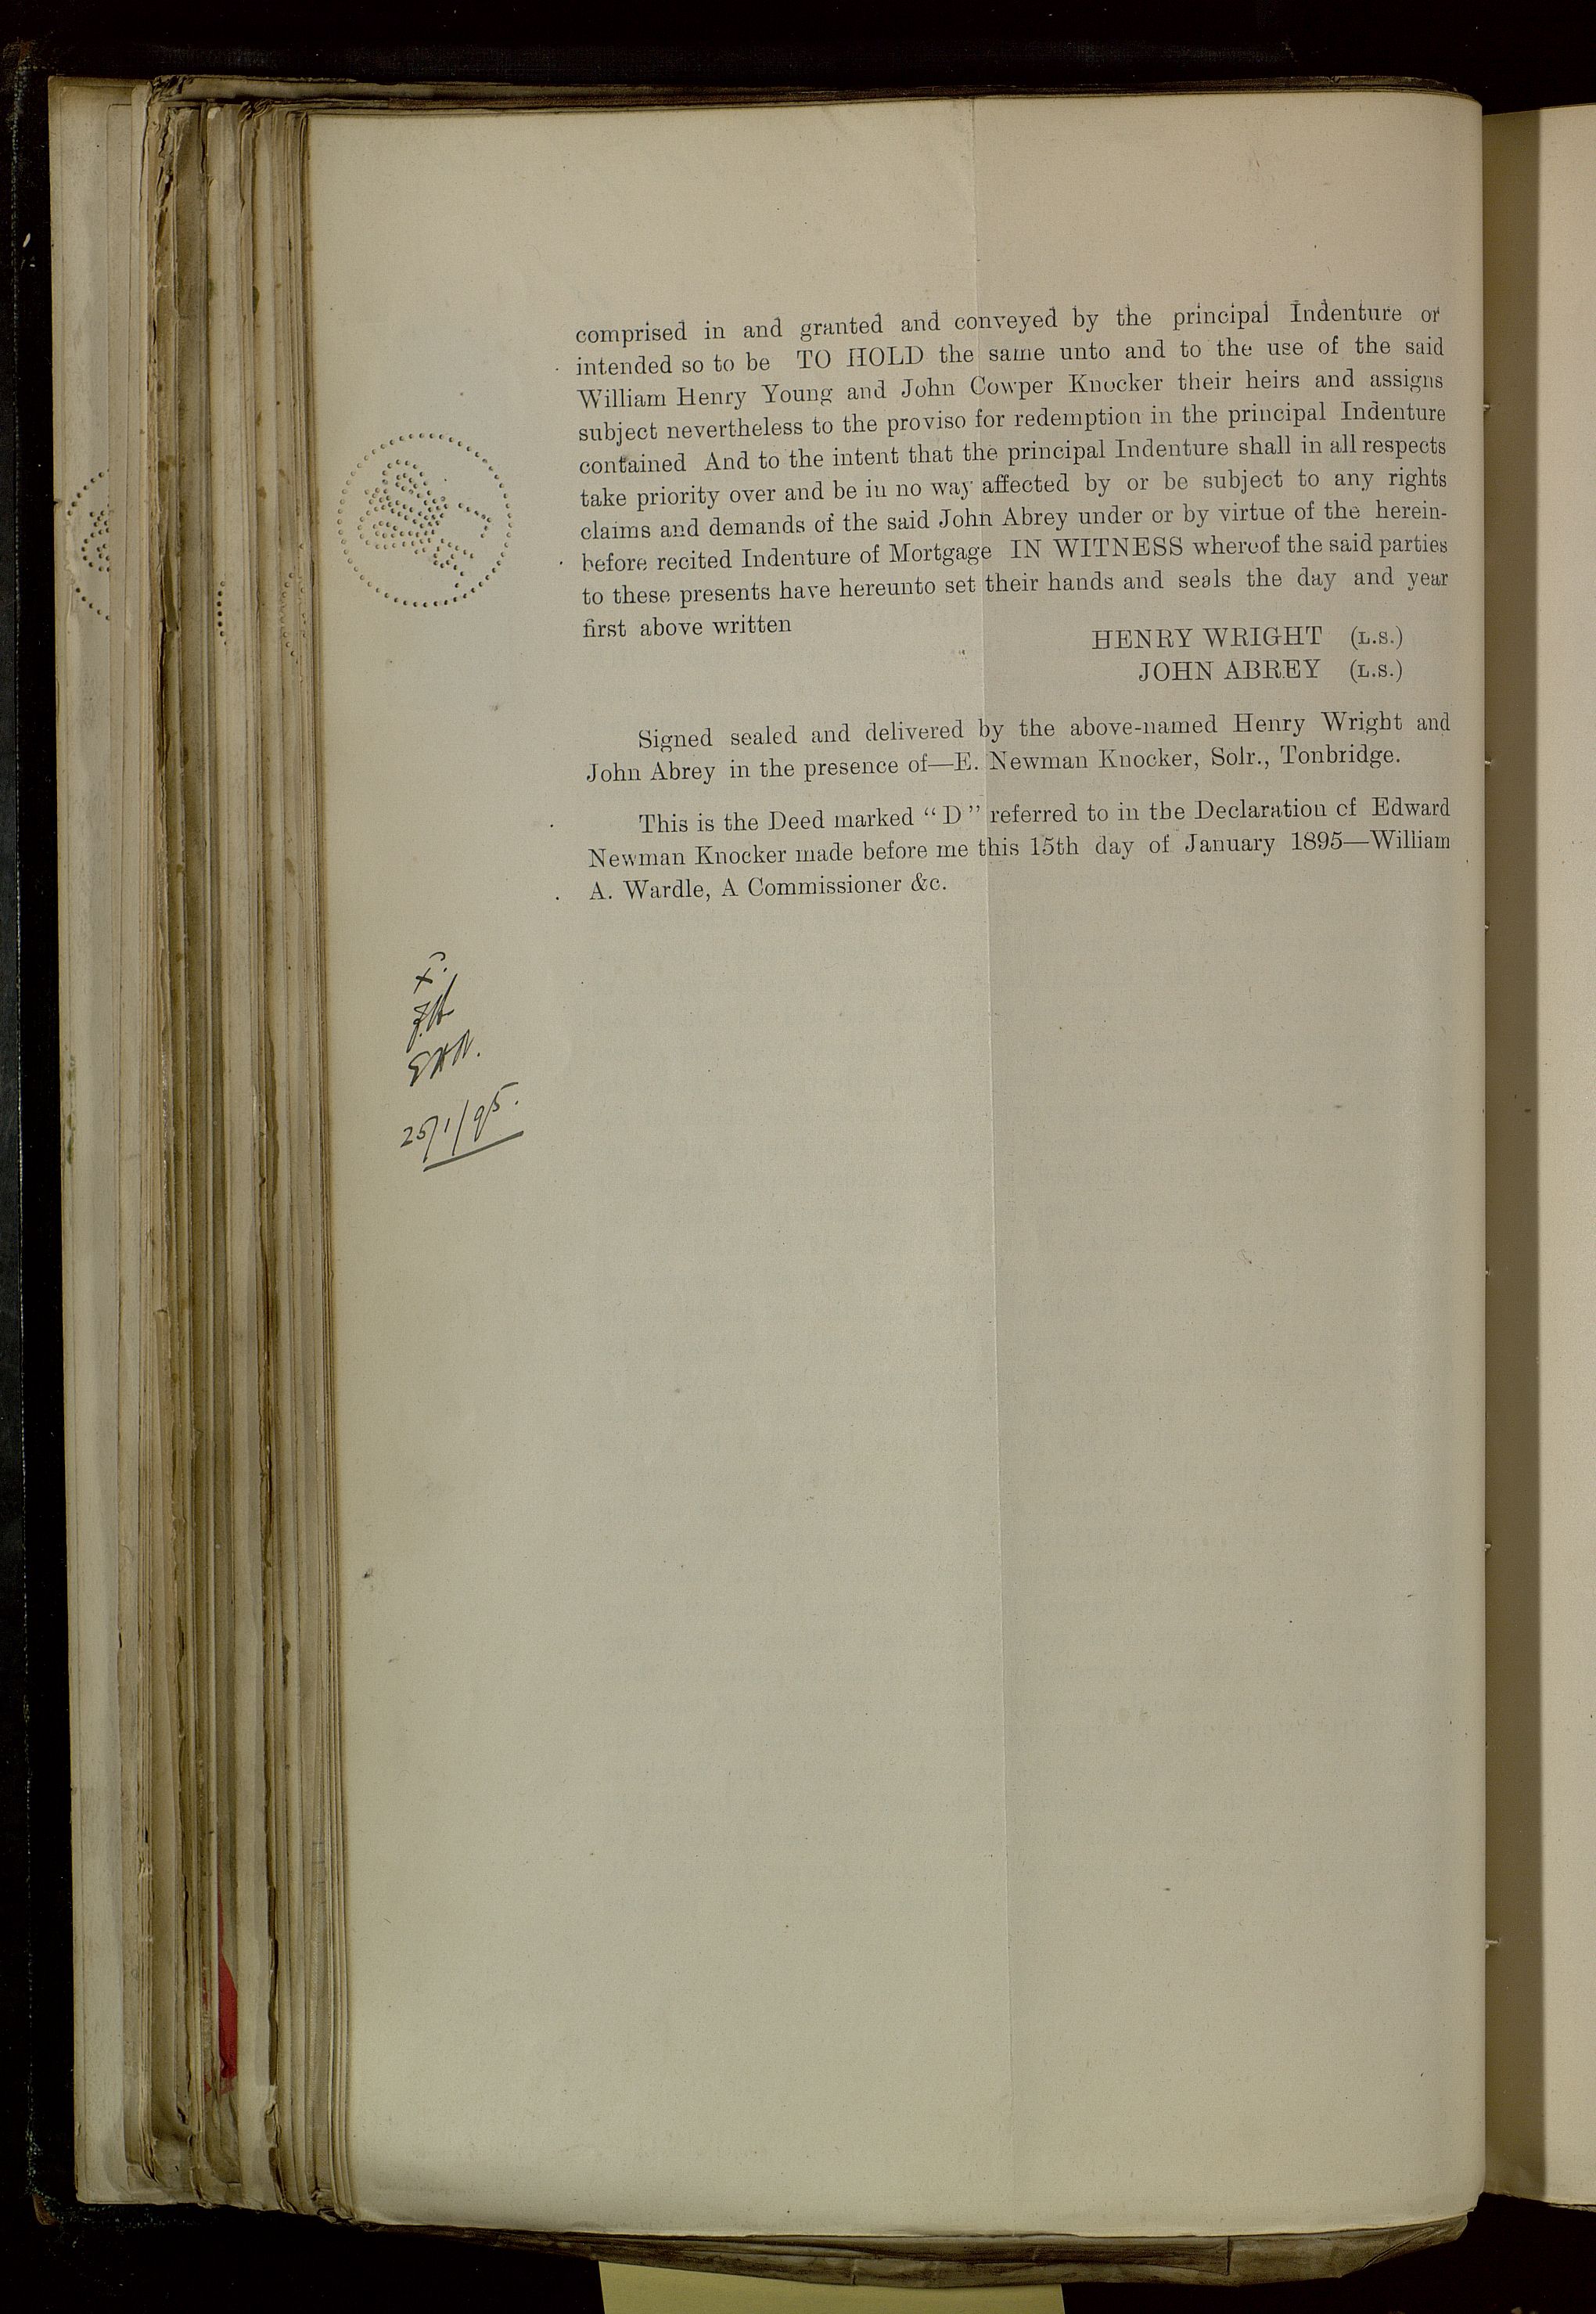 comprised in and granted and conveyed by the principal Indenture or
intended so to be TO HOLD the same unto and to the use of the said
William Henry Young and John Cowper Knocker their heirs and assigns
subject nevertheless to the proviso for redemption in the principal Indenture
contained And to the intent that the principal Indenture shall in all respects
take priority over and be in no way affected by or be subject to any rights
claims and demands of the said John Abrey under or by virtue of the herein-
before recited Indenture of Mortgage IN WITNESS whereof the said parties
to these presents have hereunto set their hands and seals the day and year
first above written
HENRY WRIGHT (L.S.)
JOHN ABREY (L.S.)
Signed sealed and delivered by the above-named Henry Wright and
John Abrey in the presence of—E. Newman Knocker, Solr., Tonbridge.
This is the Deed marked “ D ” referred to in the Declaration of Edward
Newman Knocker made before me this 15th day of January 1895—William
A. Wardle, A Commissioner &c.
25/1/95.